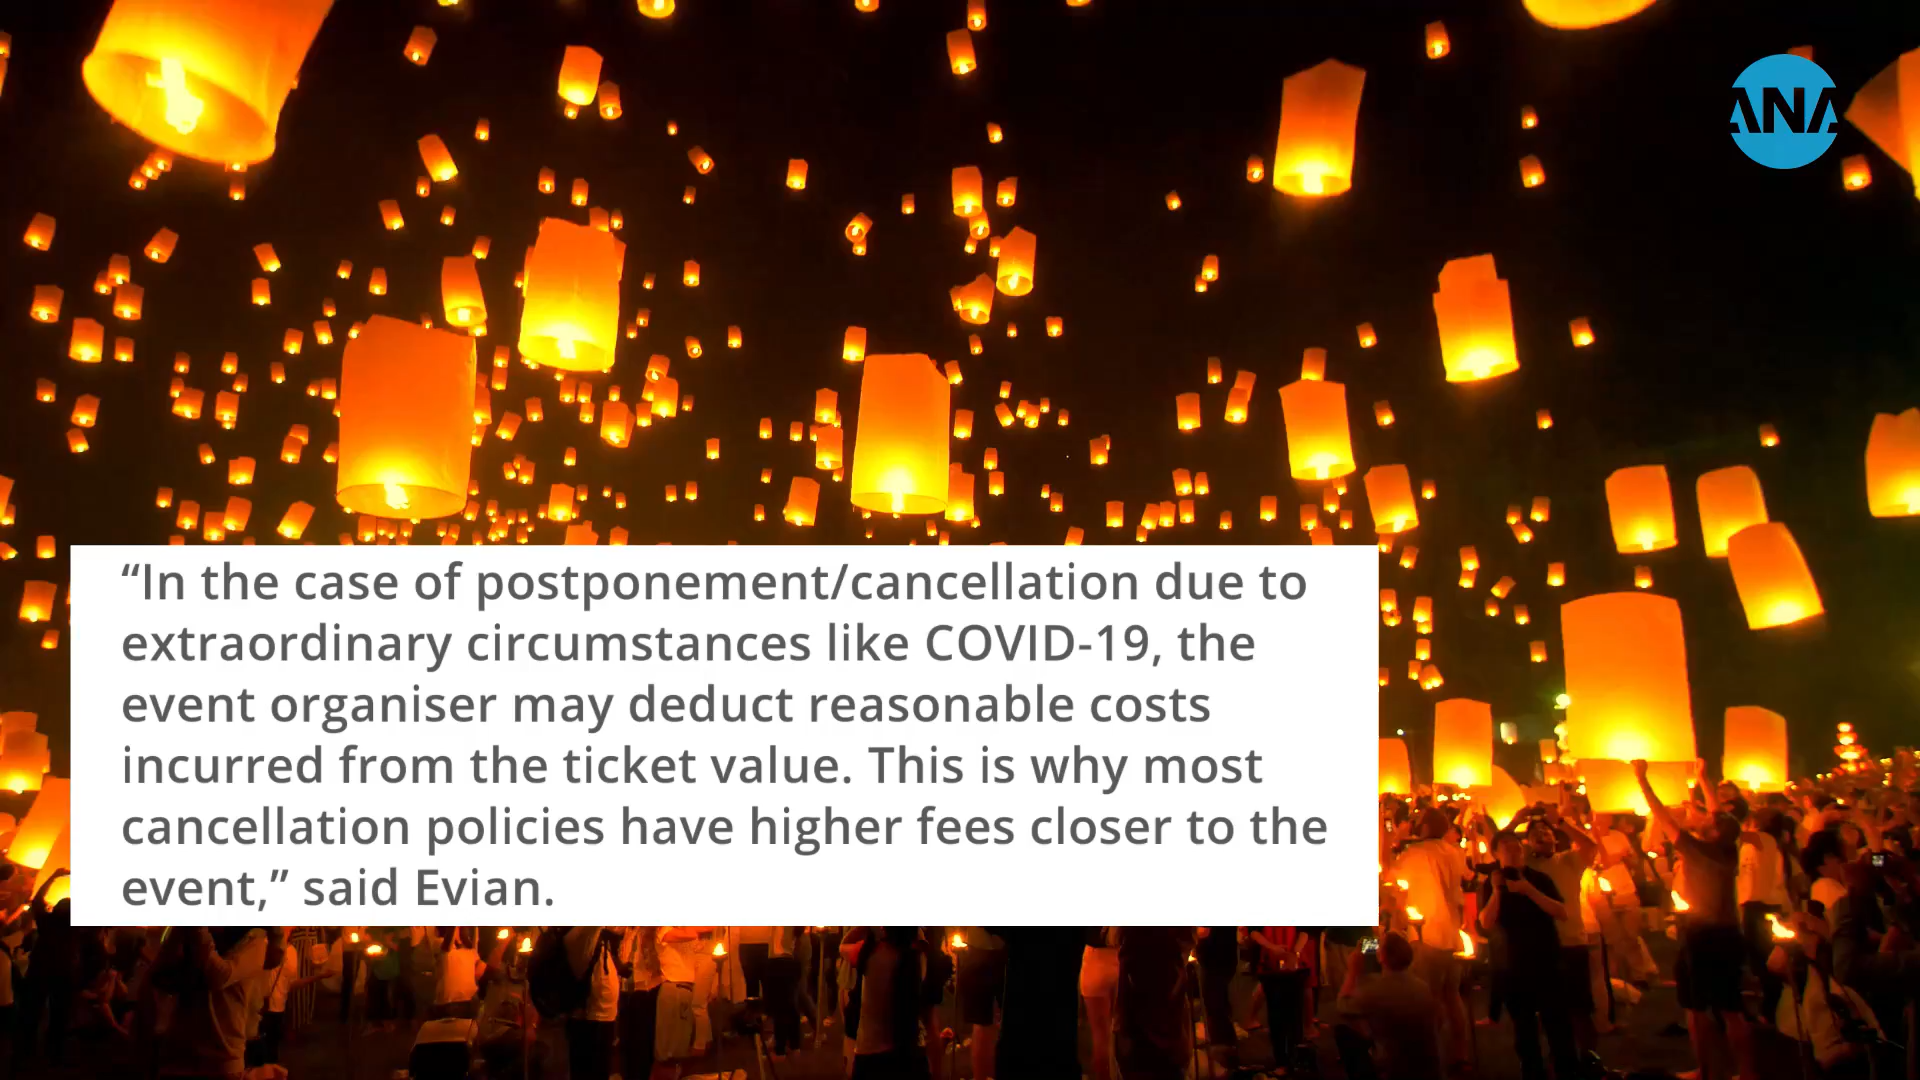 ANA
“In the case of postponement/cancellation due to
extraordinary circumstances like COVID-19, the
event organiser may deduct reasonable costs
incurred from the ticket value. This is why most
cancellation policies have higher fees closer to the
event,” said Evian.